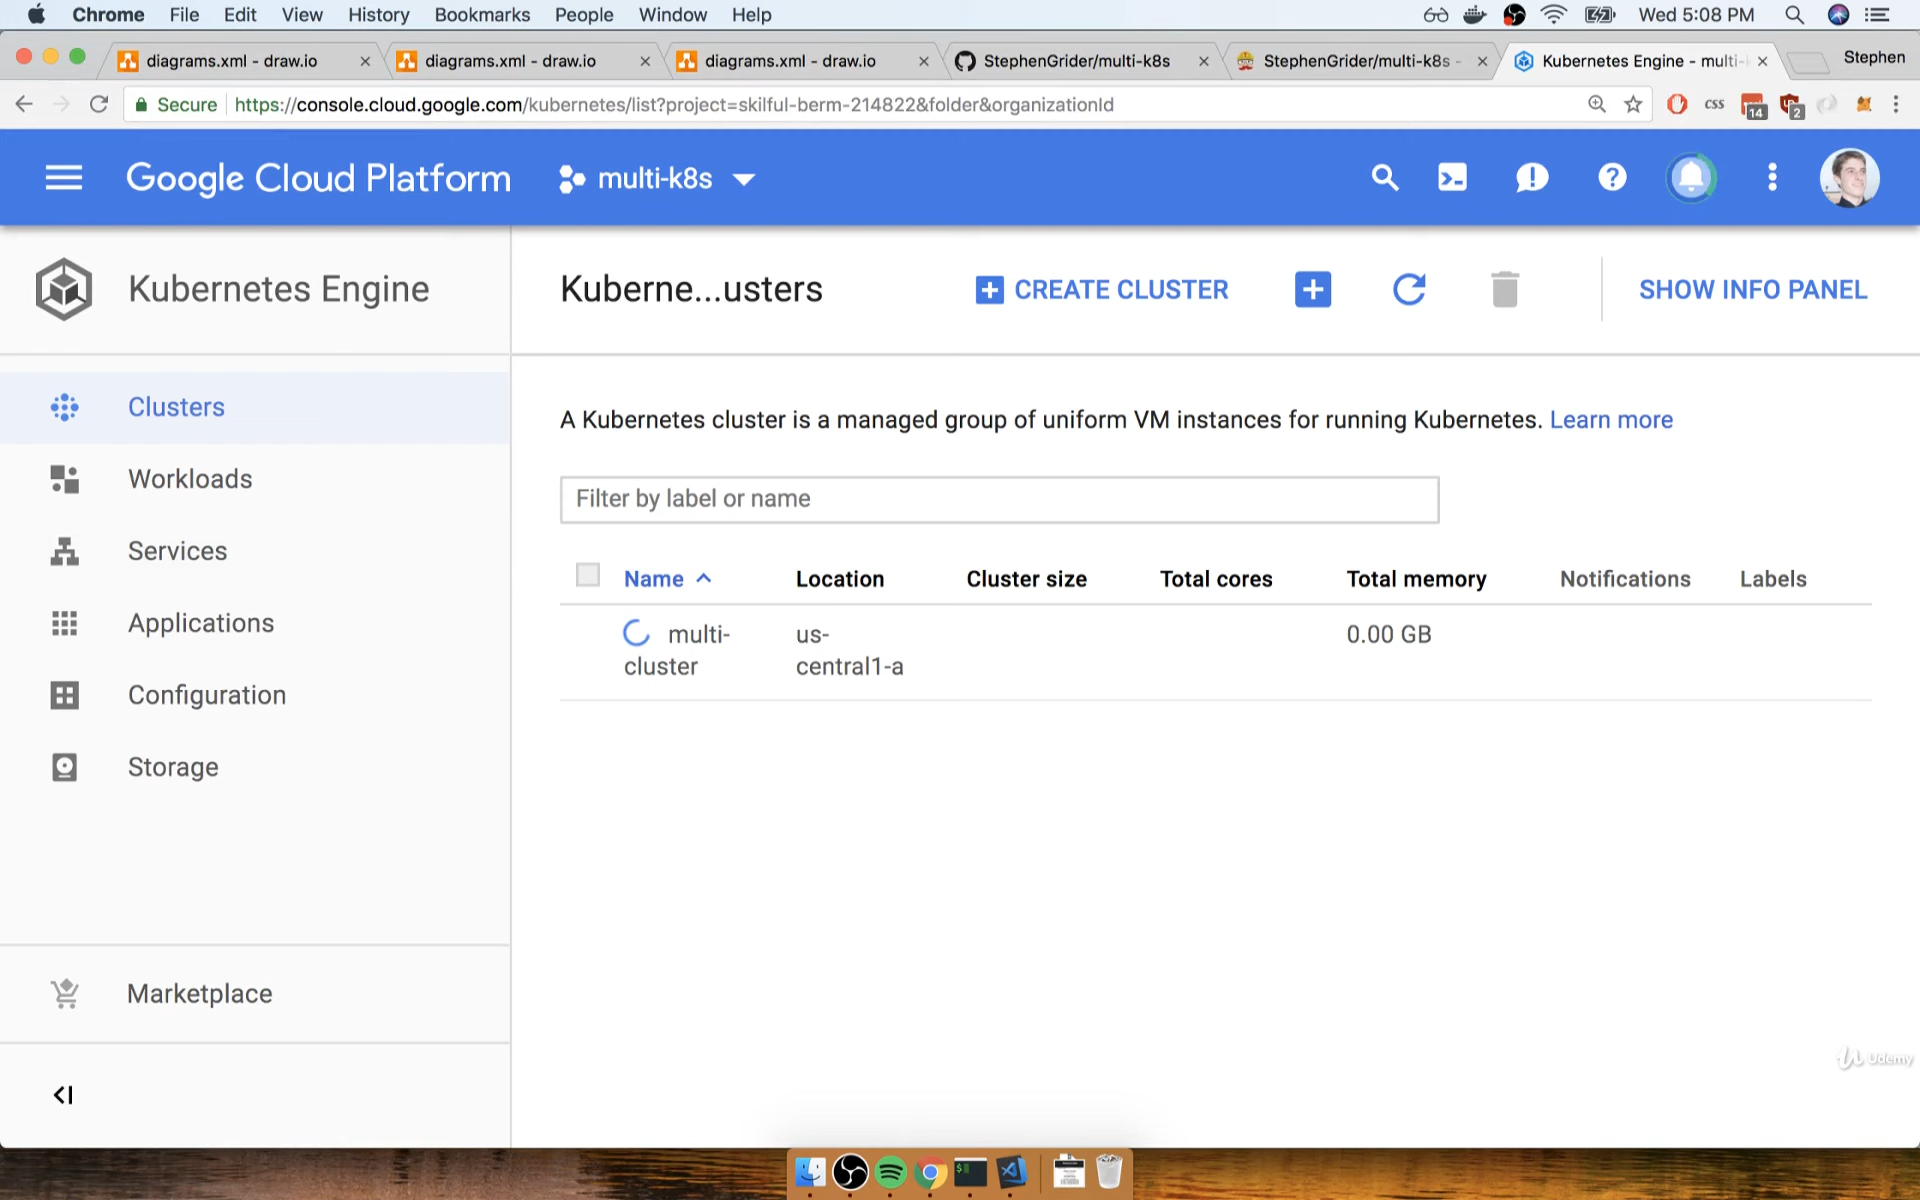 Chrome File Edit View History Bookmarks People Window Help Wed 5:08 PM
diagrams.xml - draw.io diagrams.xml - draw.io diagrams.xml - draw.io StephenGrider/multi-k8s StephenGrider/multi-k8s - Kubernetes Engine - multi- Stephen
Secure https://console.cloud.google.com/kubernetes/list?project=skilful-berm-214822&folder&organizationId CSS 14 2
Google Cloud Platform multi-k8s
Kubernetes Engine
Kuberne...usters CREATE CLUSTER SHOW INFO PANEL
Clusters
Workloads
Services
Applications
Configuration
Storage
Marketplace
A Kubernetes cluster is a managed group of uniform VM instances for running Kubernetes. Learn more
Filter by label or name
Name Location Cluster size Total cores Total memory Notifications Labels
multi- us- 0.00 GB
cluster central1-a
Udemy